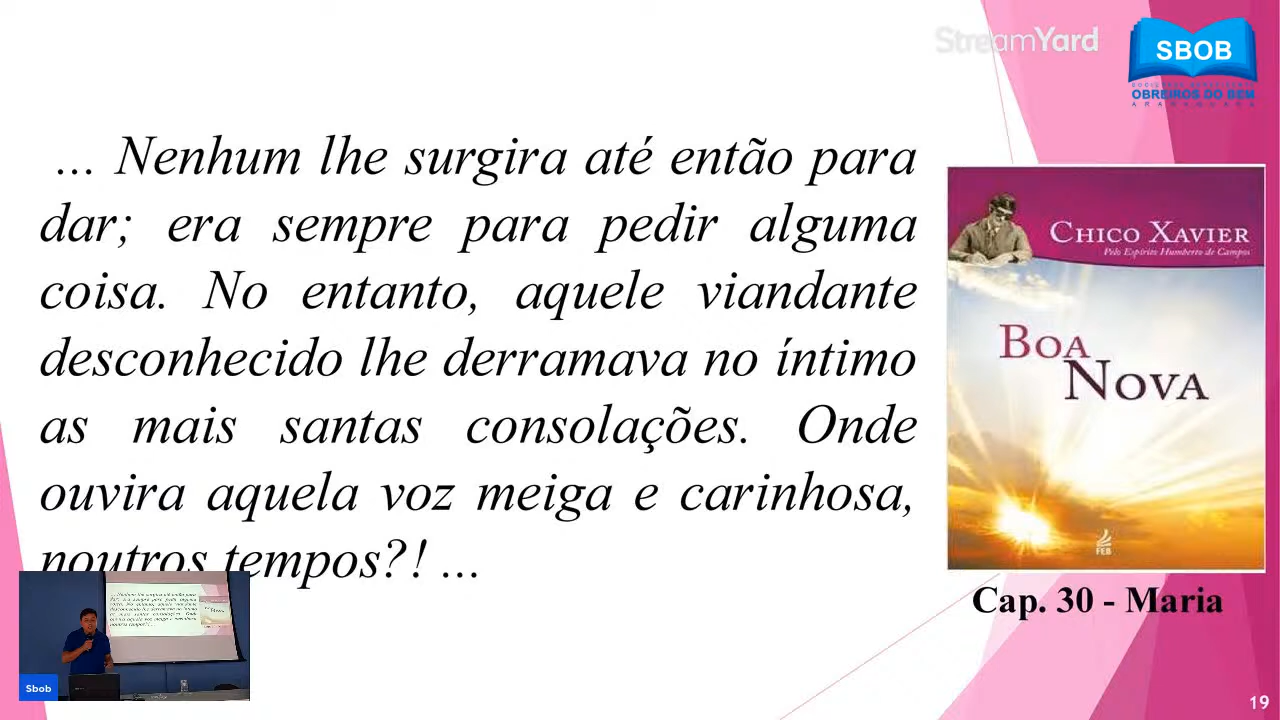 StreamYard
SBOB
OBREIROS DO BEM
ARARAQUARA
... Nenhum lhe surgira até então para
dar; era sempre para pedir alguma
coisa. No entanto, aquele viandante
desconhecido lhe derramava no íntimo
as mais santas consolações. Onde
ouvira aquela voz meiga e carinhosa,
noutros tempos?! ...
CHICO XAVIER
Pelo Espírito Humberto de Campos
BOA
NOVA
FEB
Cap. 30 - Maria
Sbob
19